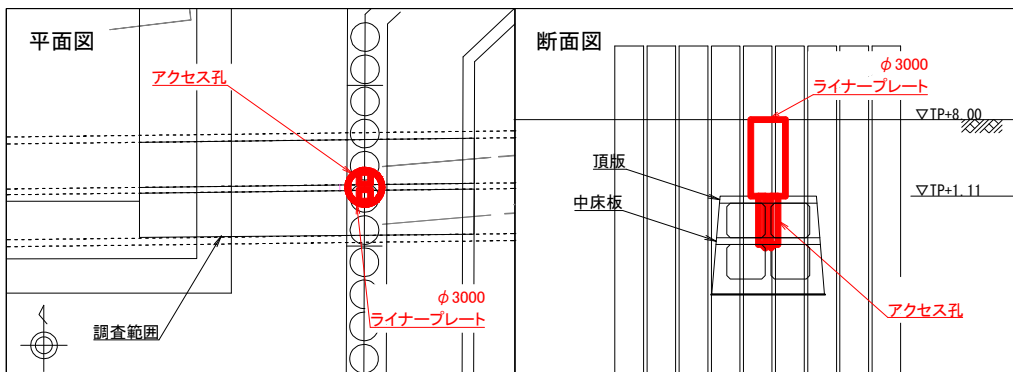 平面図
アクセス孔
φ3000
ライナープレート
調査範囲
断面図
φ3000
ライナープレート
▽TP+8.00
頂版
▽TP+1.11
中床板
アクセス孔